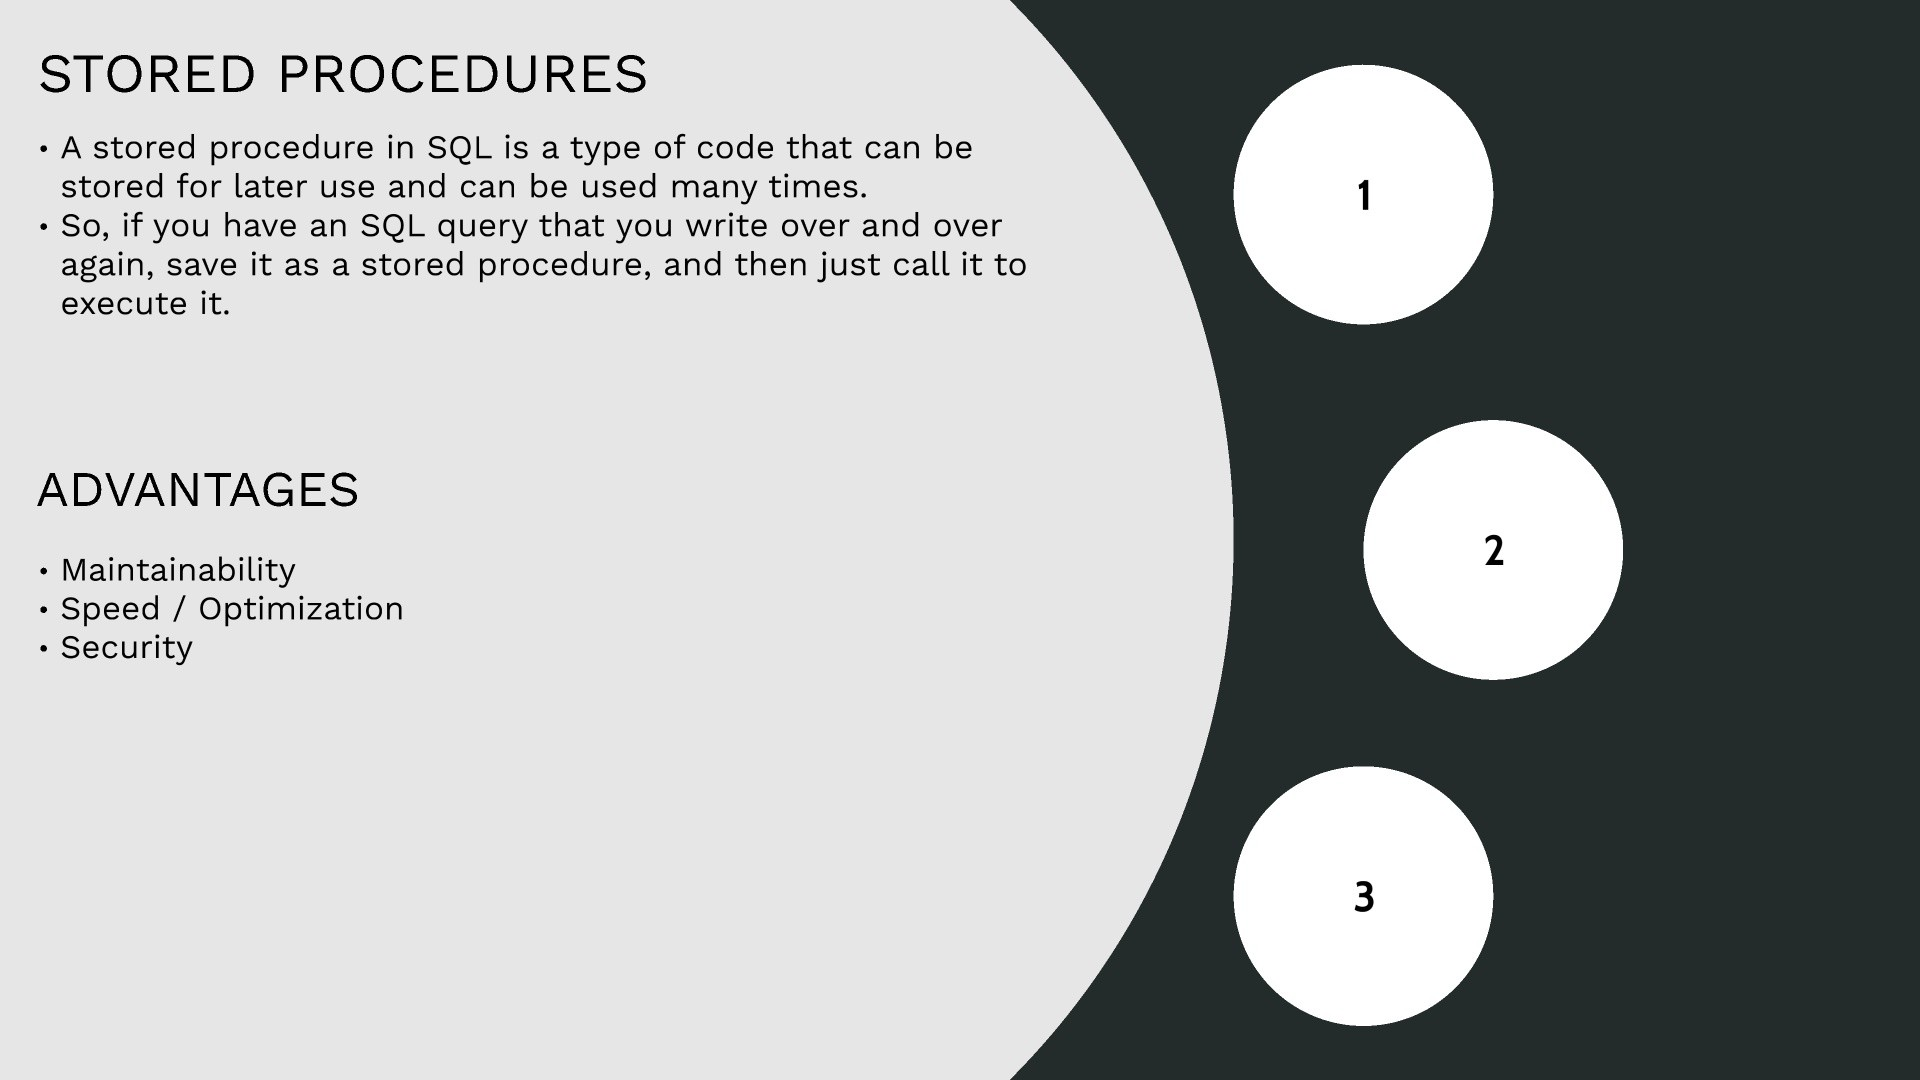 STORED PROCEDURES
• A stored procedure in SQL is a type of code that can be
stored for later use and can be used many times.
• So, if you have an SQL query that you write over and over
again, save it as a stored procedure, and then just call it to
execute it.
ADVANTAGES
• Maintainability
• Speed / Optimization
• Security
1
2
3